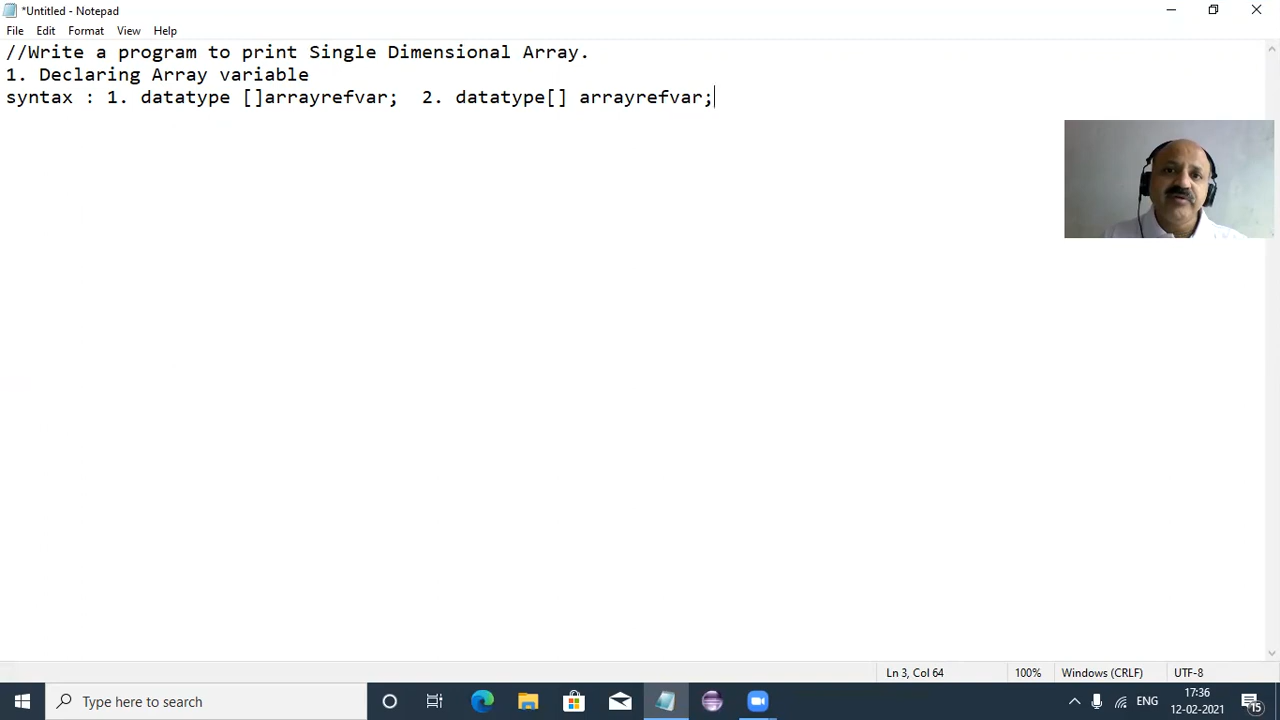 *Untitled - Notepad
File Edit Format View Help
//Write a program to print Single Dimensional Array.
1. Declaring Array variable
syntax : 1. datatype []arrayrefvar;  2. datatype[] arrayrefvar;
Ln 3, Col 64 100% Windows (CRLF) UTF-8
Type here to search
ENG
17:36
12-02-2021
15